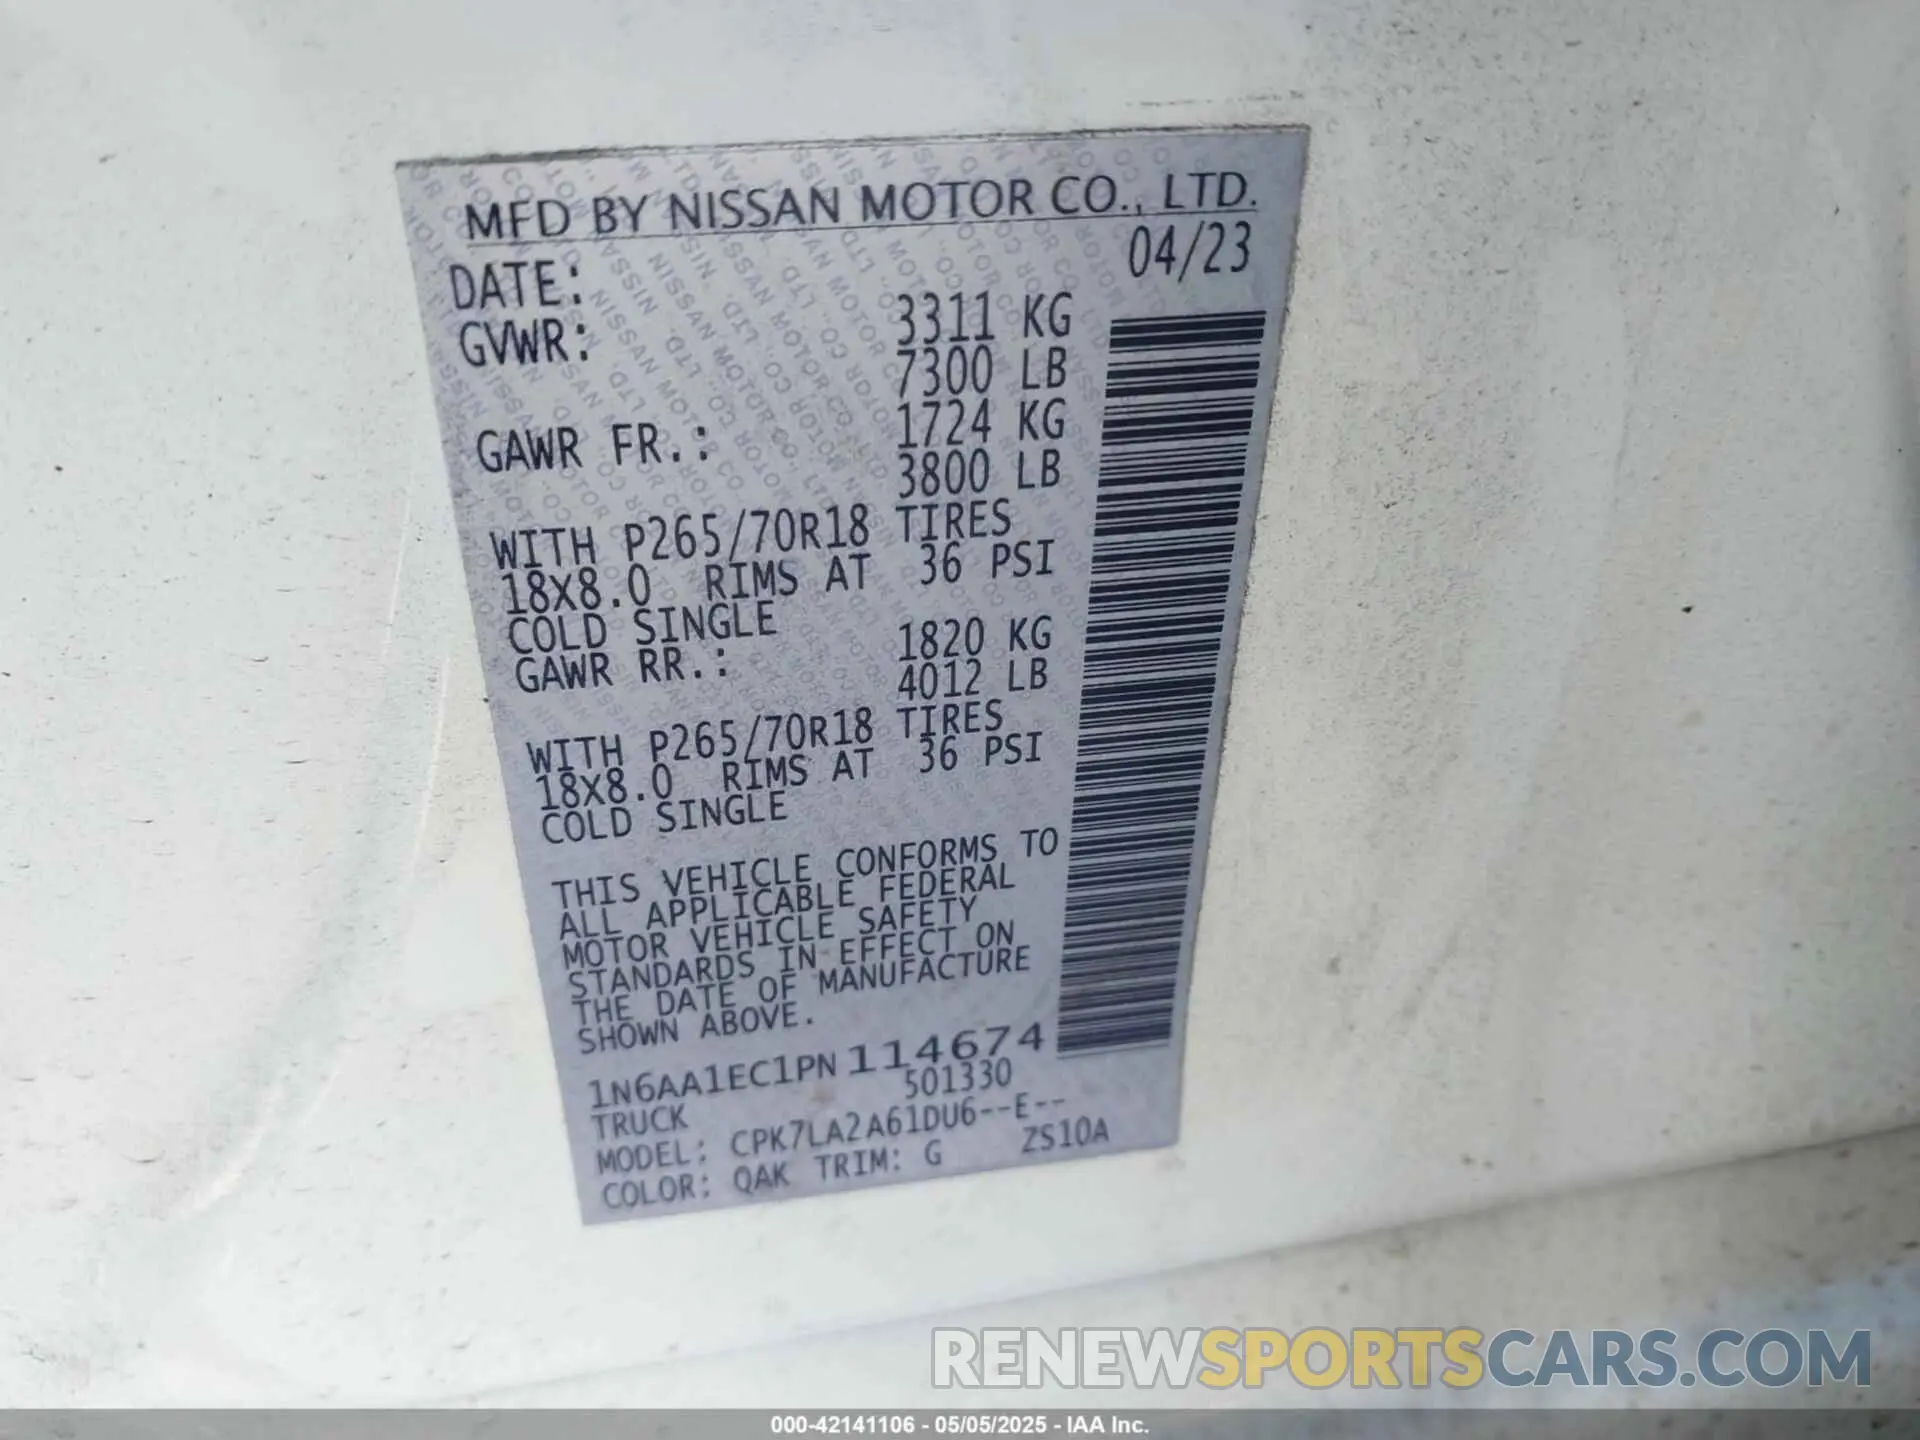 MFD BY NISSAN MOTOR CO., LTD.
DATE: 04/23
GVWR: 3311 KG
7300 LB
GAWR FR.: 1724 KG
3800 LB
WITH P265/70R18 TIRES
18X8.0 RIMS AT 36 PSI
COLD SINGLE
GAWR RR.: 1820 KG
4012 LB
WITH P265/70R18 TIRES
18X8.0 RIMS AT 36 PSI
COLD SINGLE
THIS VEHICLE CONFORMS TO
ALL APPLICABLE FEDERAL
MOTOR VEHICLE SAFETY
STANDARDS IN EFFECT ON
THE DATE OF MANUFACTURE
SHOWN ABOVE.
1N6AA1EC1PN114674
TRUCK 501330
MODEL: CPK7LA2A61DU6--E--
COLOR: QAK TRIM: G ZS10A
RENEWSPORTSCARS.COM
000-42141106 - 05/05/2025 - IAA Inc.